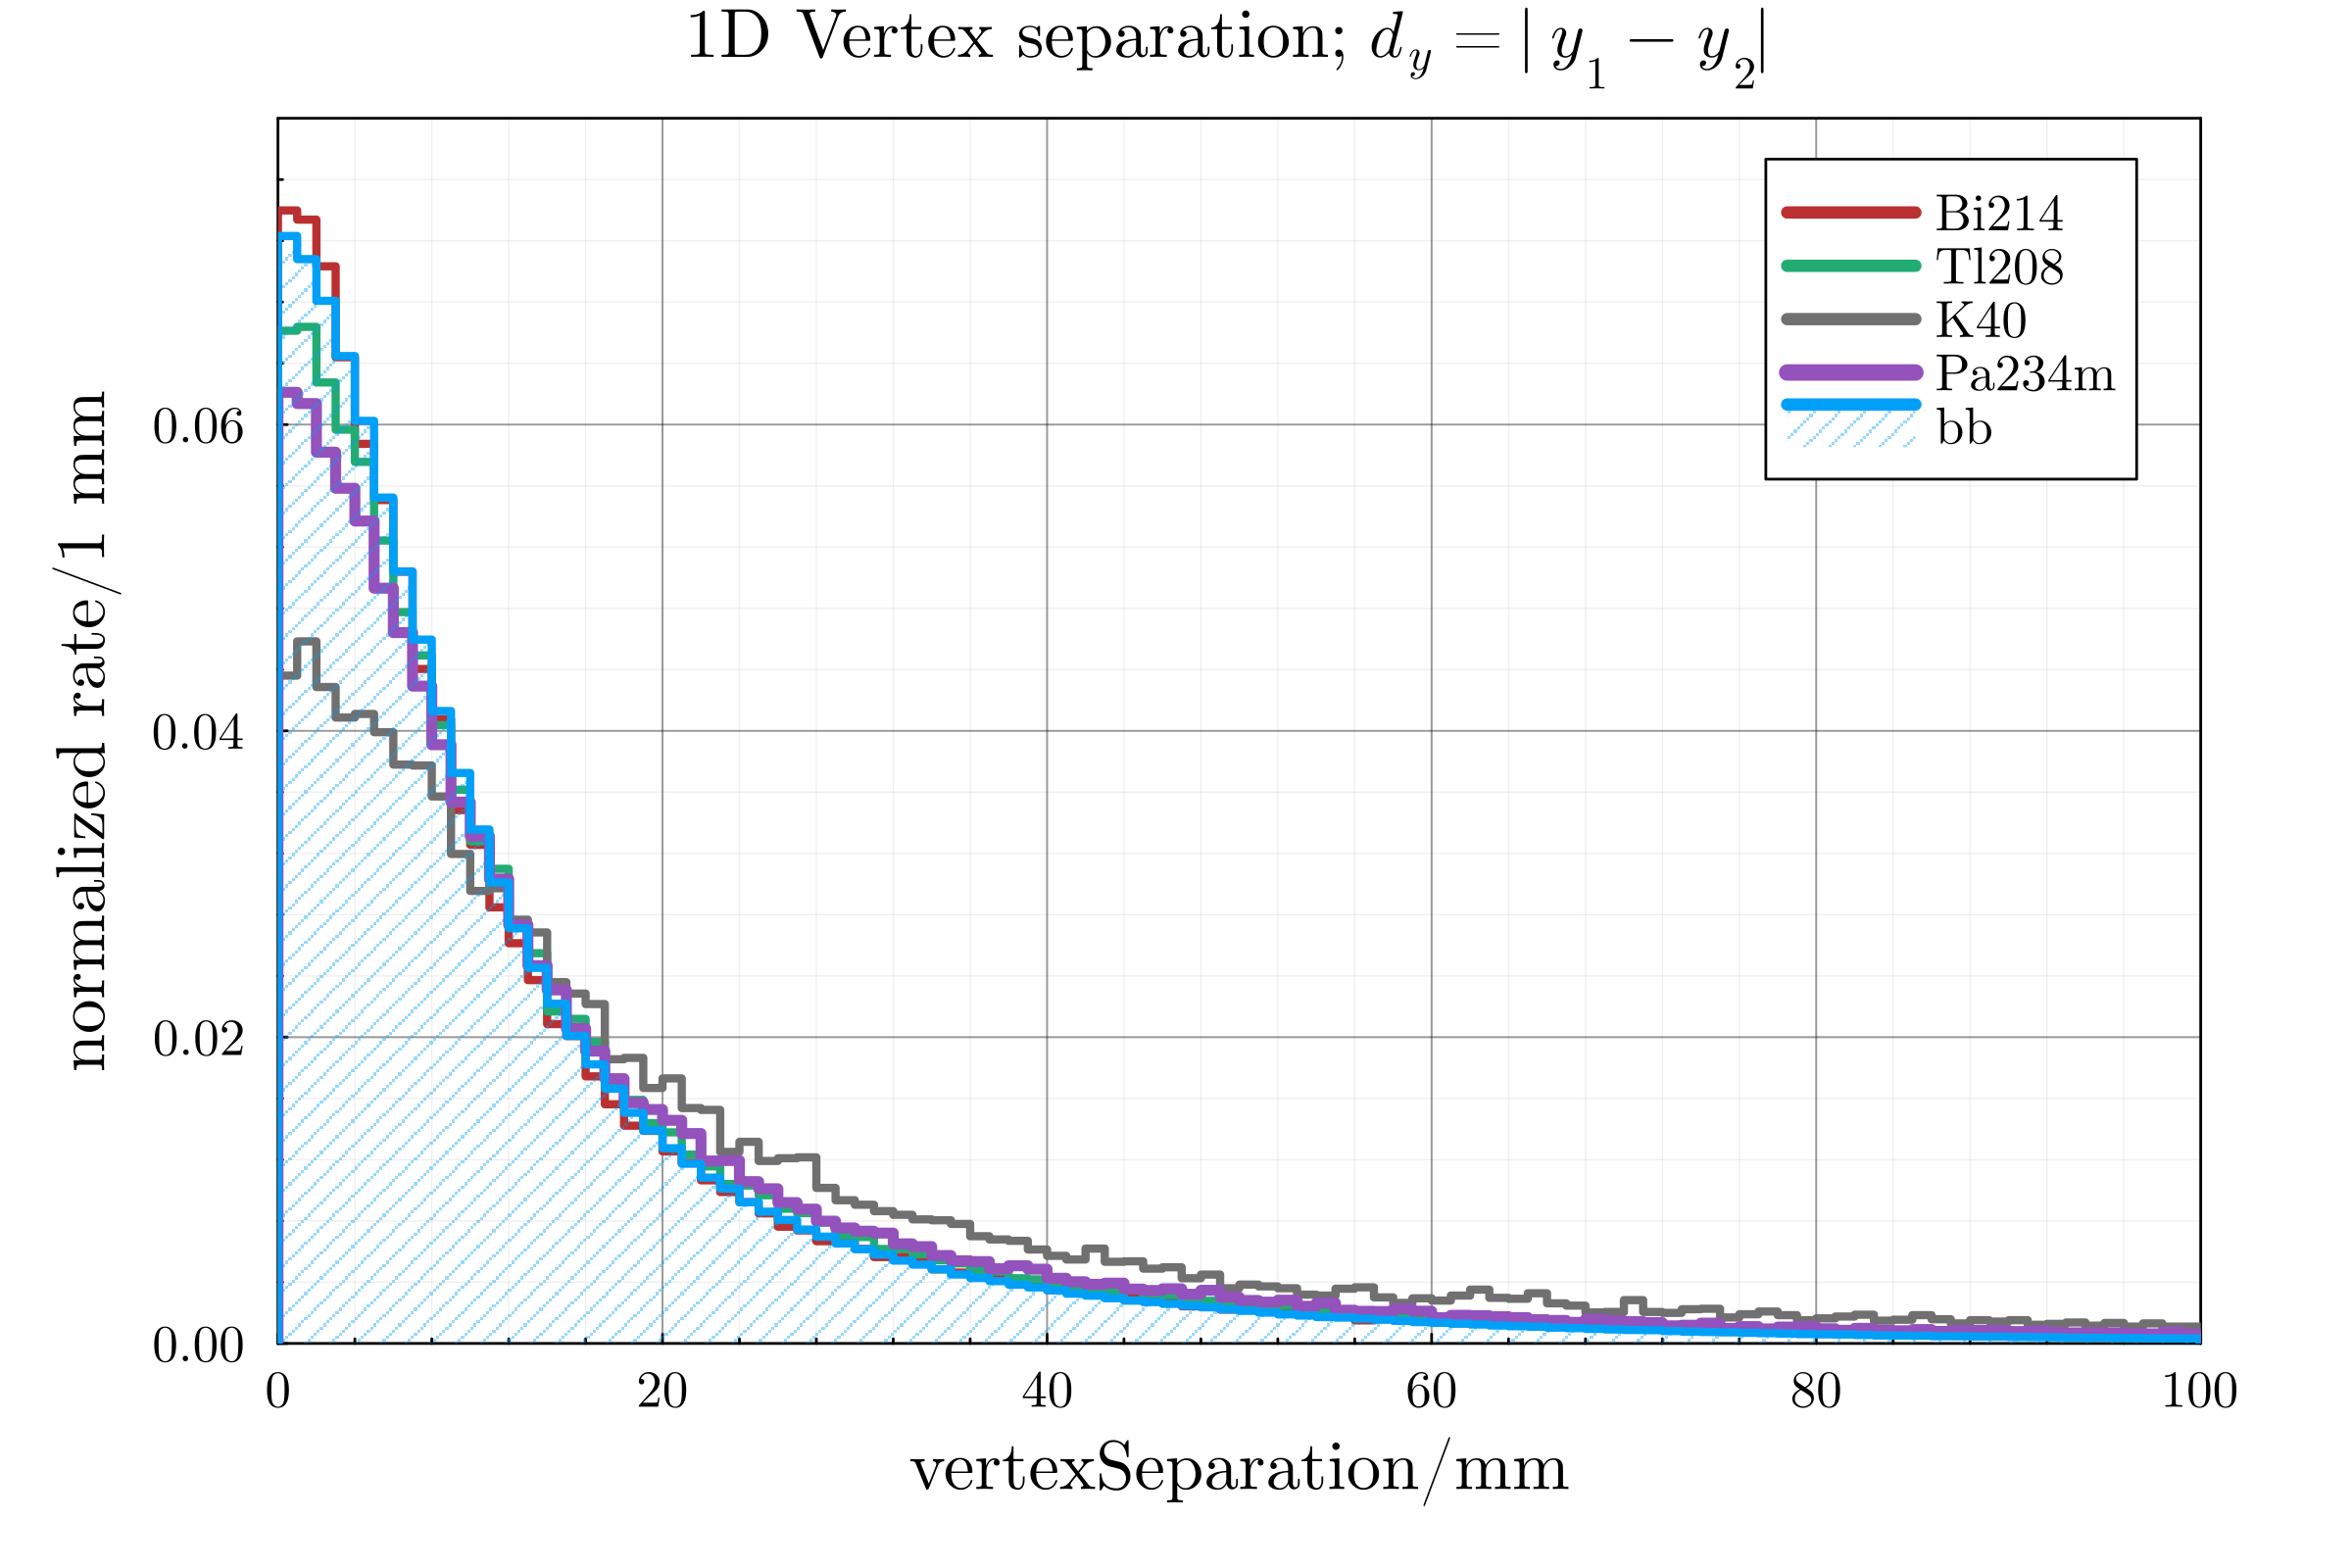 1D Vertex separation; d_y = | y_1 − y_2|
Bi214
Tl208
K40
Pa234m
bb
normalized rate/1 mm
0.06
0.04
0.02
0.00
0 20 40 60 80 100
vertexSeparation/mm